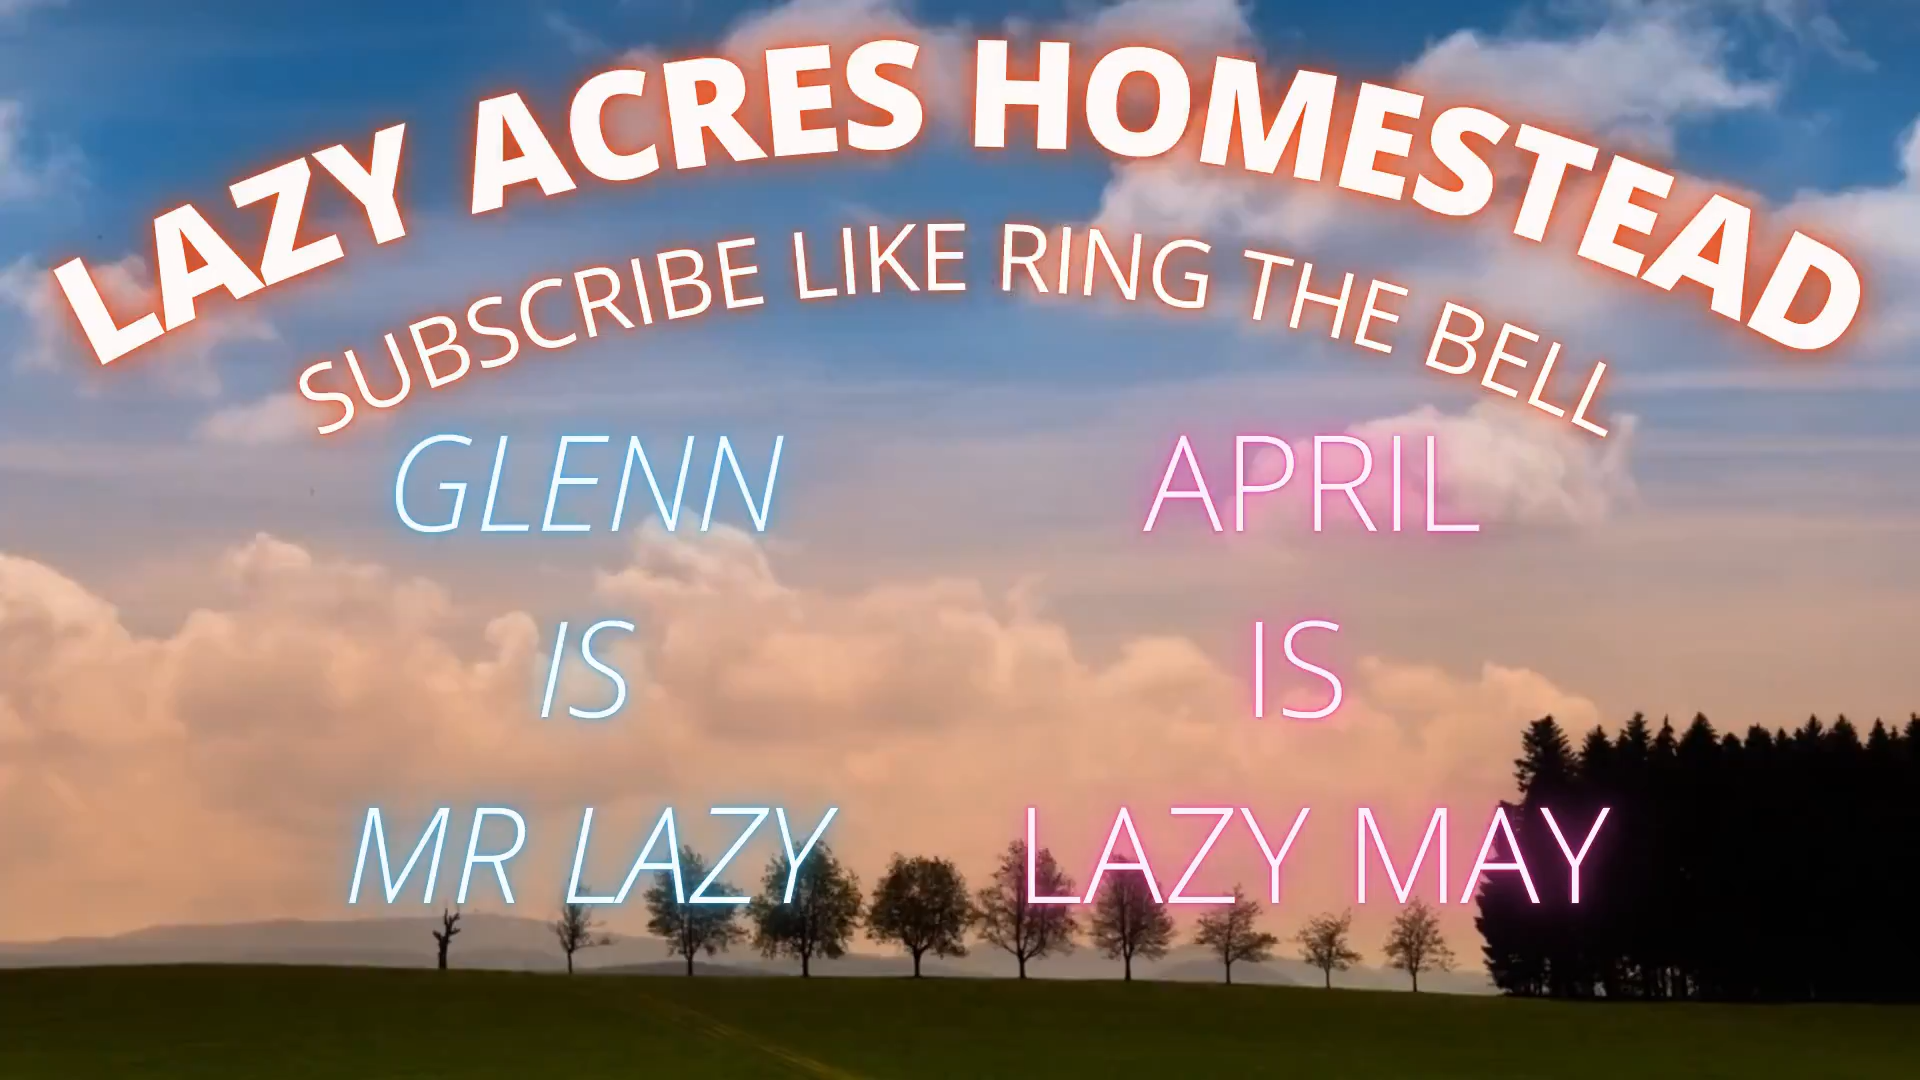 LAZY ACRES HOMESTEAD
SUBSCRIBE LIKE RING THE BELL
GLENN
IS
MR LAZY
APRIL
IS
LAZY MAY